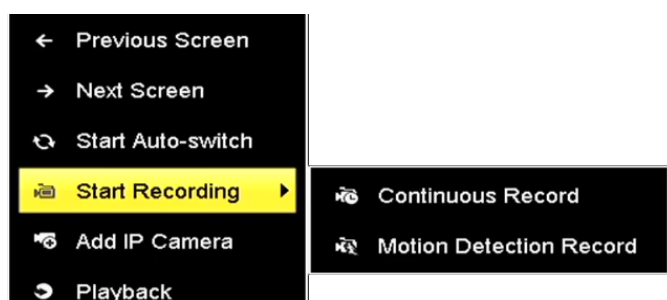 Previous Screen
Next Screen
Start Auto-switch
Start Recording
Continuous Record
Add IP Camera
Motion Detection Record
Playback